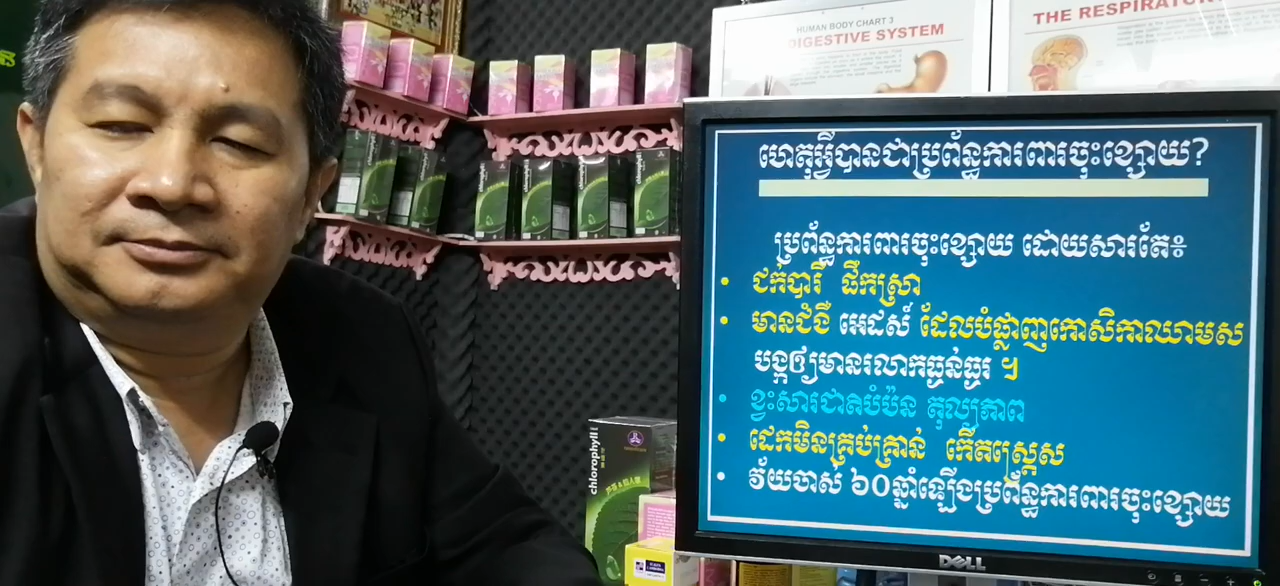 HUMAN BODY CHART 3
DIGESTIVE SYSTEM
THE RESPIRATOR
ហេតុអ្វីបានជាប្រព័ន្ធការពារចុះខ្សោយ?
ប្រព័ន្ធការពារចុះខ្សោយ ដោយសារតែ៖
• ជក់បារី ផឹកស្រា
• មានជំងឺ អេដស៍ ដែលបំផ្លាញកោសិកាឈាមស
បង្កឲ្យមានរលាកធ្ងន់ធ្ងរ ។
• ខ្វះសារជាតិបំប៉ន តុល្យភាព
• ដេកមិនគ្រប់គ្រាន់ កើតស្ត្រេស
• វ័យចាស់ ៦០ឆ្នាំឡើងប្រព័ន្ធការពារចុះខ្សោយ
chlorophyll
DELL